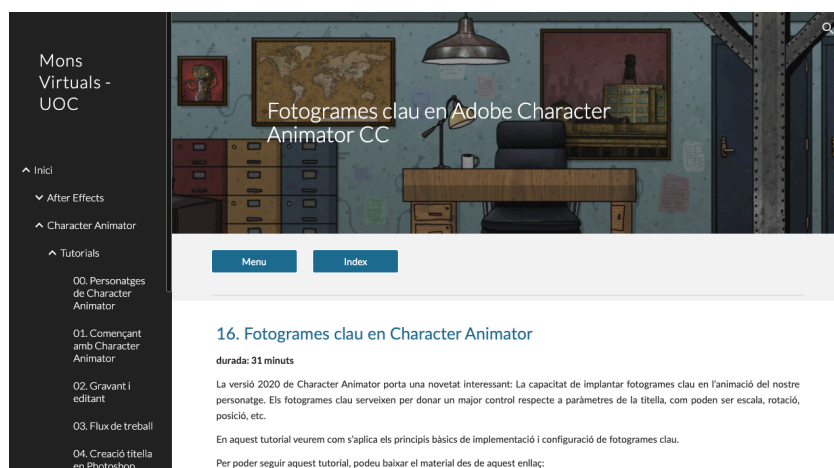 Mons
Virtuals -
UOC
Inici
After Effects
Character Animator
Tutorials
00. Personatges
de Character
Animator
01. Començant
amb Character
Animator
02. Gravant i
editant
03. Flux de treball
04. Creació titella
en Photoshop
Fotogrames clau en Adobe Character
Animator CC
Menu
Index
16. Fotogrames clau en Character Animator
durada: 31 minuts
La versió 2020 de Character Animator porta una novetat interessant: La capacitat de implantar fotogrames clau en l'animació del nostre
personatge. Els fotogrames clau serveixen per donar un major control respecte a paràmetres de la titella, com poden ser escala, rotació,
posició, etc.
En aquest tutorial veurem com s'aplica els principis bàsics de implementació i configuració de fotogrames clau.
Per poder seguir aquest tutorial, podeu baixar el material des de aquest enllaç: